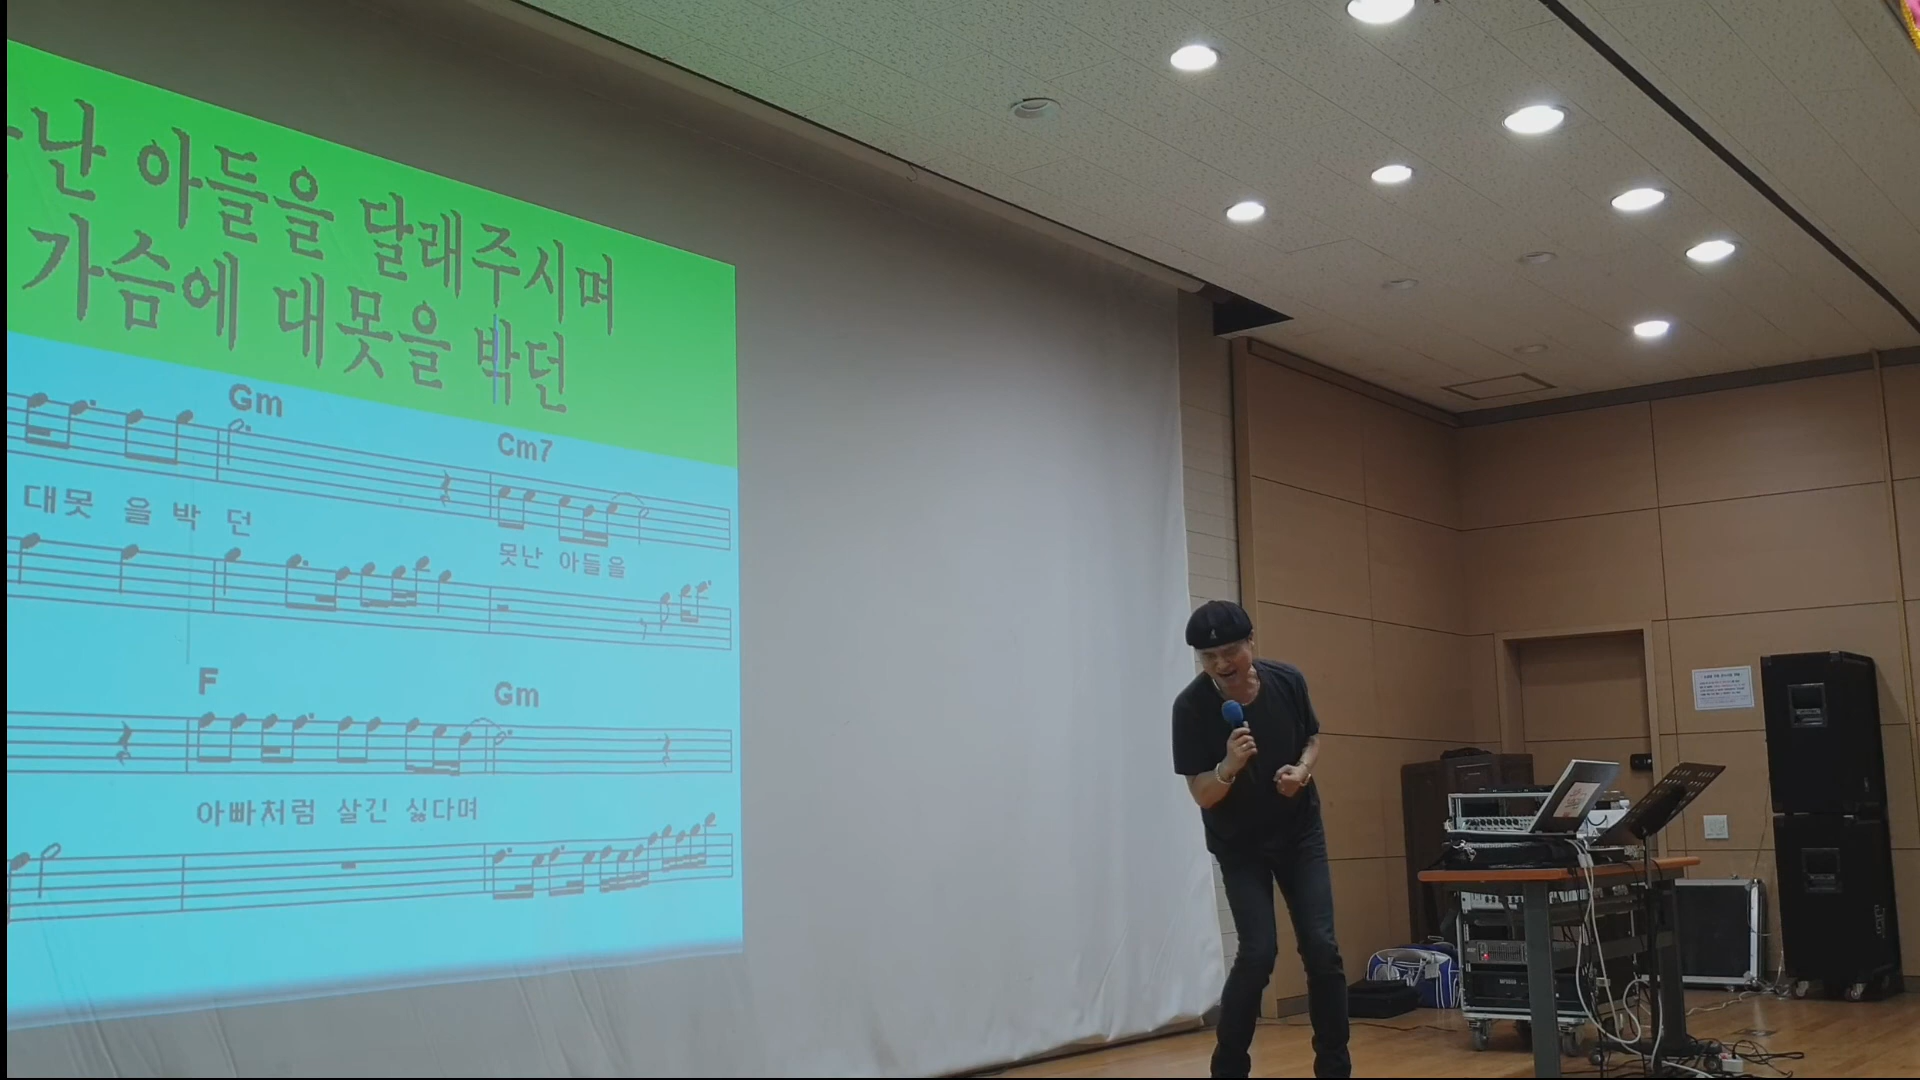 난 아들을 달래주시며
가슴에 대못을 박던
Gm
Cm7
대못 을 박 던
못난 아들을
F
Gm
아빠처럼 살긴 싫다며